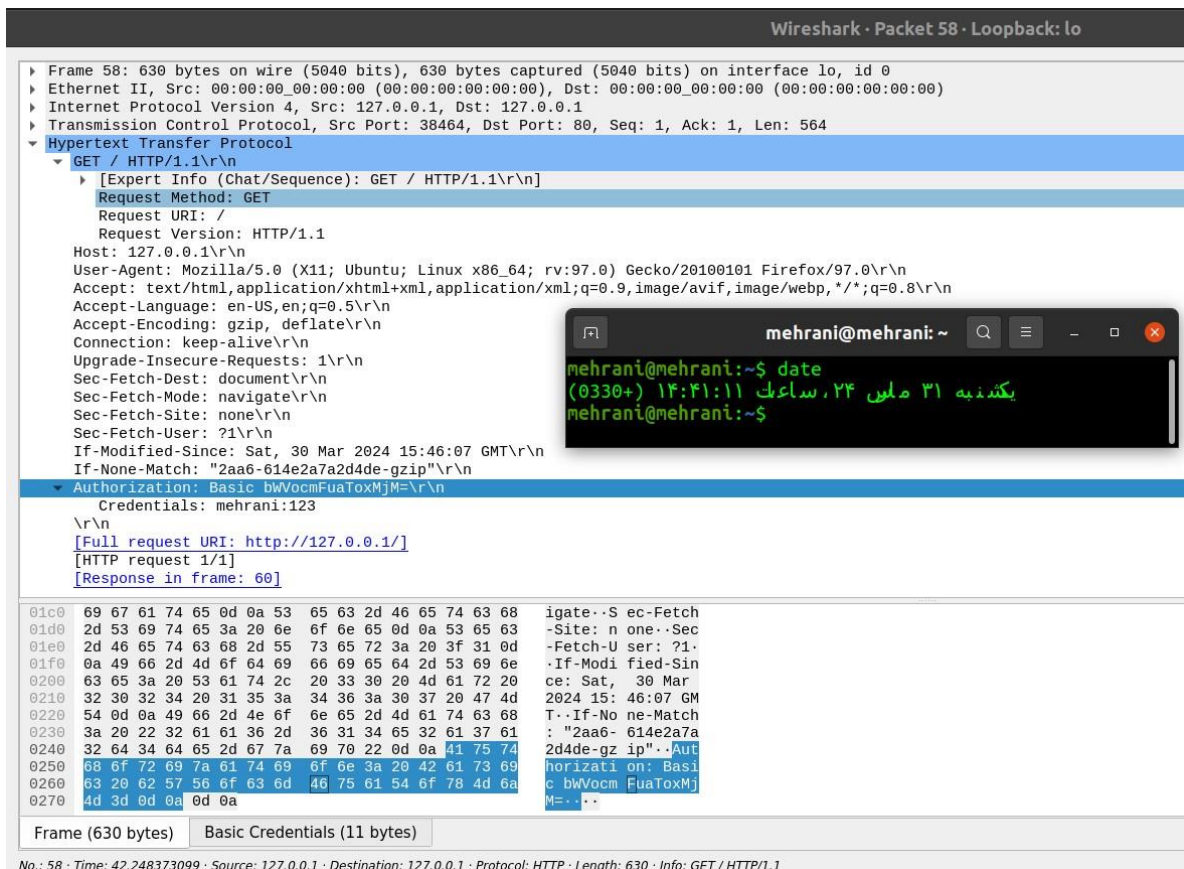 Wireshark · Packet 58 · Loopback: lo
Frame 58: 630 bytes on wire (5040 bits), 630 bytes captured (5040 bits) on interface lo, id 0
Ethernet II, Src: 00:00:00_00:00:00 (00:00:00:00:00:00), Dst: 00:00:00_00:00:00 (00:00:00:00:00:00)
Internet Protocol Version 4, Src: 127.0.0.1, Dst: 127.0.0.1
Transmission Control Protocol, Src Port: 38464, Dst Port: 80, Seq: 1, Ack: 1, Len: 564
Hypertext Transfer Protocol
GET / HTTP/1.1\r\n
[Expert Info (Chat/Sequence): GET / HTTP/1.1\r\n]
Request Method: GET
Request URI: /
Request Version: HTTP/1.1
Host: 127.0.0.1\r\n
User-Agent: Mozilla/5.0 (X11; Ubuntu; Linux x86_64; rv:97.0) Gecko/20100101 Firefox/97.0\r\n
Accept: text/html,application/xhtml+xml,application/xml;q=0.9,image/avif,image/webp,*/*;q=0.8\r\n
Accept-Language: en-US,en;q=0.5\r\n
Accept-Encoding: gzip, deflate\r\n
Connection: keep-alive\r\n
Upgrade-Insecure-Requests: 1\r\n
Sec-Fetch-Dest: document\r\n
Sec-Fetch-Mode: navigate\r\n
Sec-Fetch-Site: none\r\n
Sec-Fetch-User: ?1\r\n
If-Modified-Since: Sat, 30 Mar 2024 15:46:07 GMT\r\n
If-None-Match: "2aa6-614e2a7a2d4de-gzip"\r\n
Authorization: Basic bWVocmFuaToxMjM=\r\n
Credentials: mehrani:123
\r\n
[Full request URI: http://127.0.0.1/]
[HTTP request 1/1]
[Response in frame: 60]
mehrani@mehrani: ~
mehrani@mehrani:~$ date
یکشنبه ۳۱ مارس ۲۴، ساعت ۱۴:۴۱:۱۱ (+0330)
mehrani@mehrani:~$
01c0 69 67 61 74 65 0d 0a 53 65 63 2d 46 65 74 63 68 igate··S ec-Fetch
01d0 2d 53 69 74 65 3a 20 6e 6f 6e 65 0d 0a 53 65 63 -Site: n one··Sec
01e0 2d 46 65 74 63 68 2d 55 73 65 72 3a 20 3f 31 0d -Fetch-U ser: ?1·
01f0 0a 49 66 2d 4d 6f 64 69 66 69 65 64 2d 53 69 6e ·If-Modi fied-Sin
0200 63 65 3a 20 53 61 74 2c 20 33 30 20 4d 61 72 20 ce: Sat, 30 Mar
0210 32 30 32 34 20 31 35 3a 34 36 3a 30 37 20 47 4d 2024 15: 46:07 GM
0220 54 0d 0a 49 66 2d 4e 6f 6e 65 2d 4d 61 74 63 68 T··If-No ne-Match
0230 3a 20 22 32 61 61 36 2d 36 31 34 65 32 61 37 61 : "2aa6- 614e2a7a
0240 32 64 34 64 65 2d 67 7a 69 70 22 0d 0a 41 75 74 2d4de-gz ip"··Aut
0250 68 6f 72 69 7a 61 74 69 6f 6e 3a 20 42 61 73 69 horizati on: Basi
0260 63 20 62 57 56 6f 63 6d 46 75 61 54 6f 78 4d 6a c bWVocm FuaToxMj
0270 4d 3d 0d 0a 0d 0a M=····
Frame (630 bytes) Basic Credentials (11 bytes)
No.: 58 · Time: 42.248373099 · Source: 127.0.0.1 · Destination: 127.0.0.1 · Protocol: HTTP · Length: 630 · Info: GET / HTTP/1.1